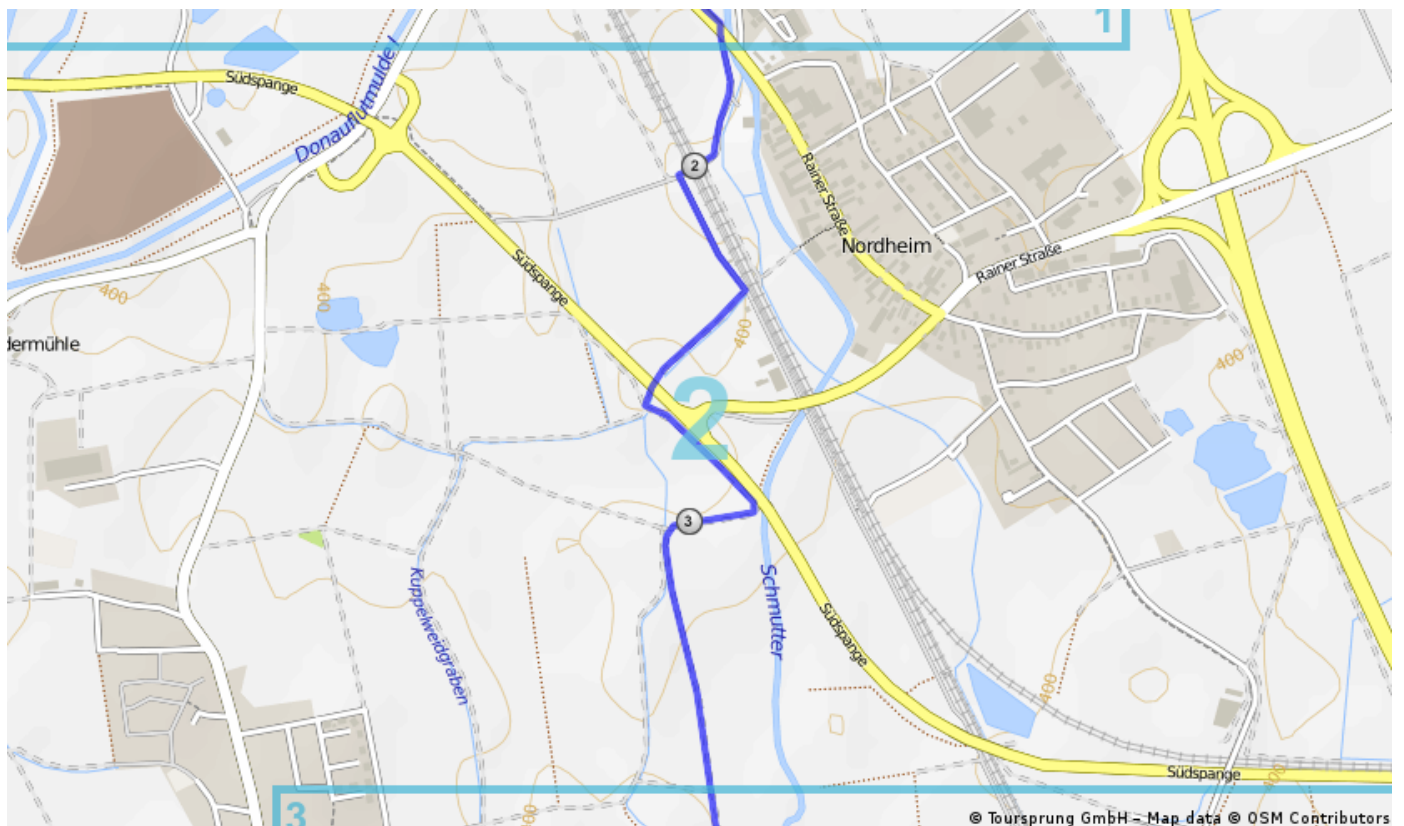 1
Südspange
Donauflutmulde I
2
Rainer Straße
Nordheim
Rainer Straße
Südspange
400
400
dermühle
400
400
2
3
Kuppelweidgraben
Schmutter
Südspange
400
Südspange
400
3
400
© Toursprung GmbH – Map data © OSM Contributors